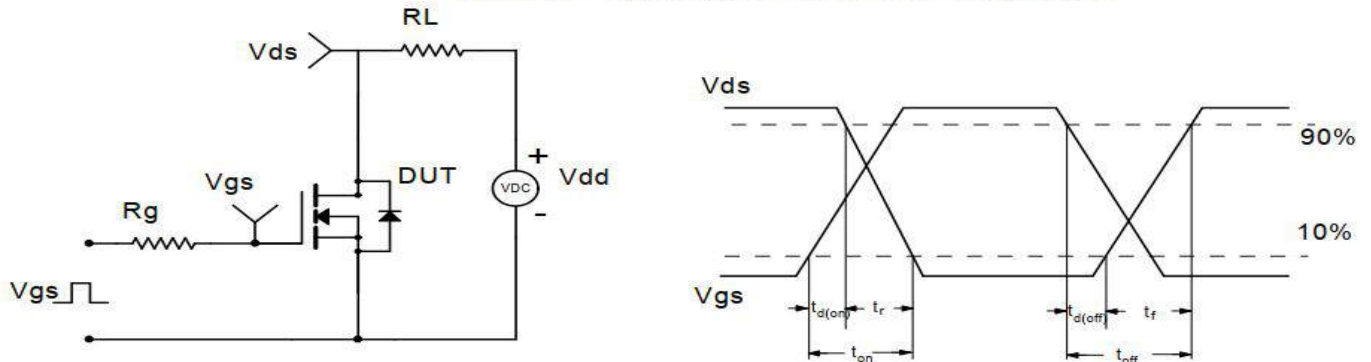 RL
Vds
DUT
+
VDC
Vdd
-
Vgs
Rg
Vgs
Vds
90%
10%
Vgs
td(on)
tr
td(off)
tf
ton
toff